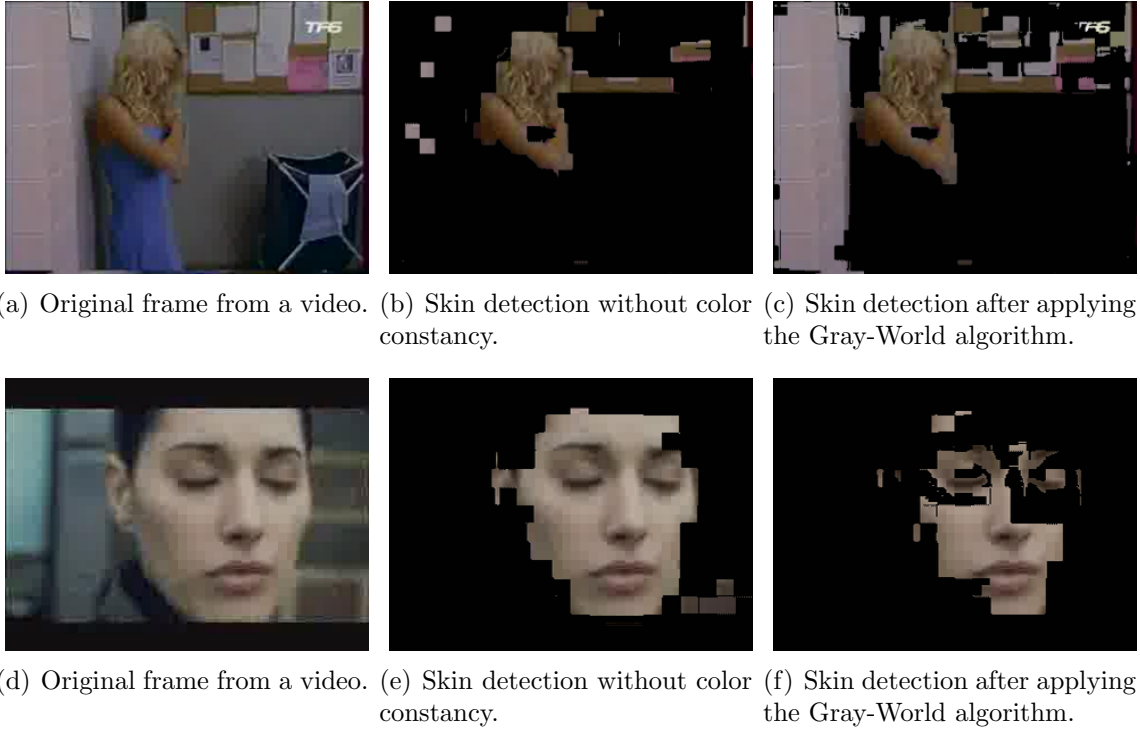 TF6
TF6
(a) Original frame from a video.
(b) Skin detection without color
constancy.
(c) Skin detection after applying
the Gray-World algorithm.
(d) Original frame from a video.
(e) Skin detection without color
constancy.
(f) Skin detection after applying
the Gray-World algorithm.